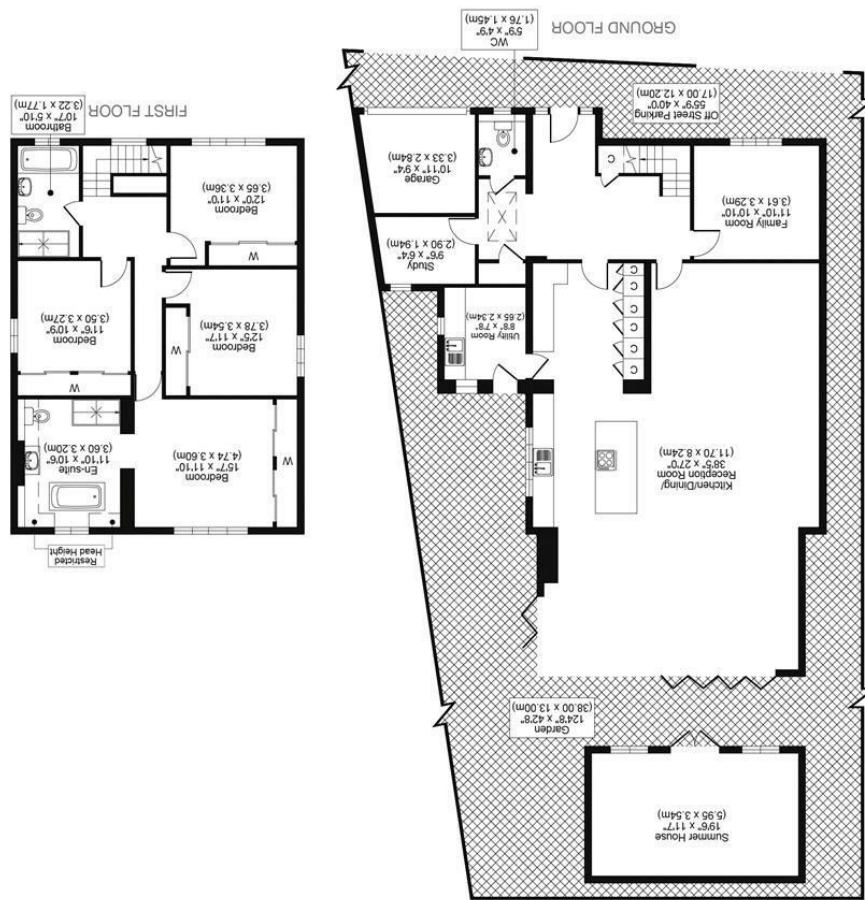 Summer House
19'6" x 11'7"
(5.95 x 3.54m)
Garden
124'8" x 42'8"
(38.00 x 13.00m)
Kitchen/Dining/
Reception Room
38'5" x 27'0"
(11.70 x 8.24m)
C
C
C
C
C
C
Utility Room
8'8" x 7'8"
(2.65 x 2.34m)
Family Room
11'10" x 10'10"
(3.61 x 3.29m)
C
Study
9'6" x 6'4"
(2.90 x 1.94m)
Garage
10'11" x 9'4"
(3.33 x 2.84m)
Off Street Parking
55'9" x 40'0"
(17.00 x 12.20m)
WC
5'9" x 4'9"
(1.76 x 1.45m)
GROUND FLOOR
Restricted
Head Height
W
Bedroom
15'7" x 11'10"
(4.74 x 3.60m)
En-suite
11'10" x 10'6"
(3.60 x 3.20m)
W
Bedroom
12'5" x 11'7"
(3.78 x 3.54m)
W
Bedroom
11'6" x 10'9"
(3.50 x 3.27m)
W
Bedroom
12'0" x 11'0"
(3.65 x 3.36m)
Bathroom
10'7" x 5'10"
(3.22 x 1.77m)
FIRST FLOOR